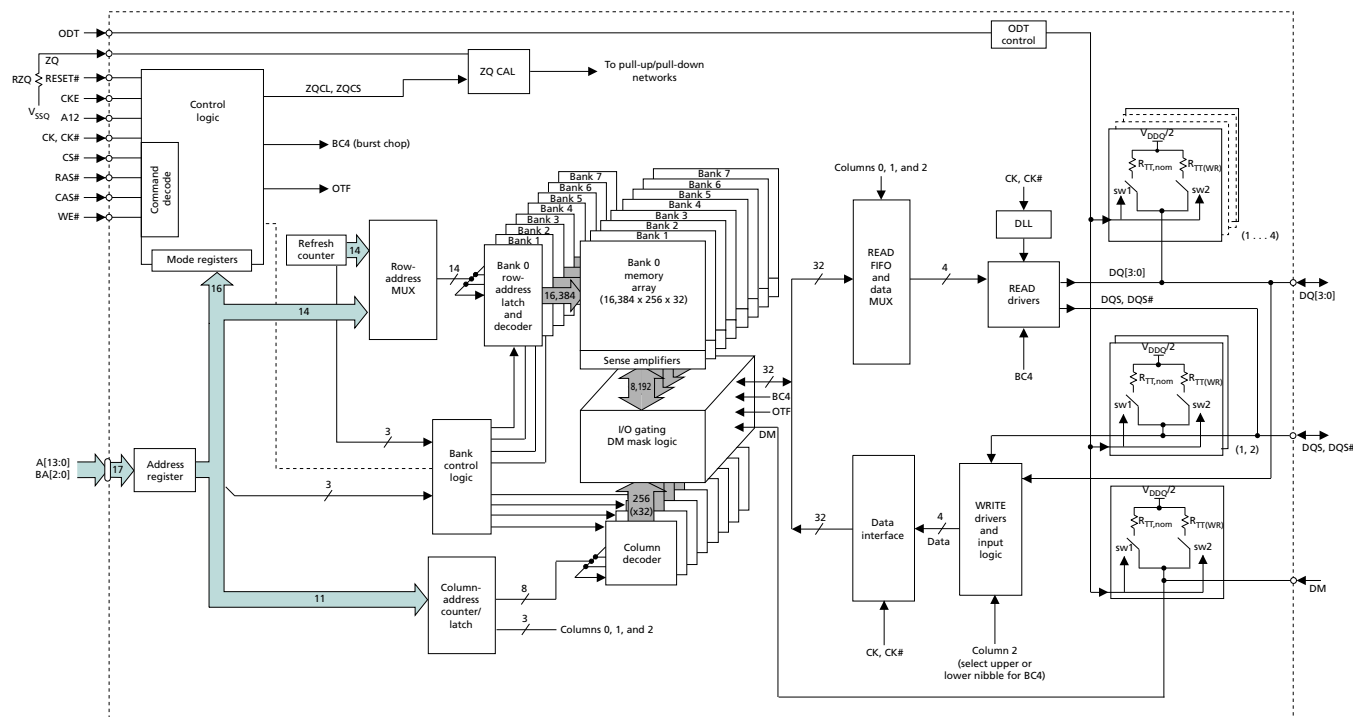 ODT
ODT
control
ZQ
RZQ
VSSQ
RESET#
CKE
A12
CK, CK#
CS#
RAS#
CAS#
WE#
Control
logic
Command
decode
Mode registers
ZQCL, ZQCS
ZQ CAL
To pull-up/pull-down
networks
BC4 (burst chop)
OTF
Refresh
counter
14
Row-
address
MUX
14
16
14
Bank 7
Bank 6
Bank 5
Bank 4
Bank 3
Bank 2
Bank 1
Bank 0
row-
address
latch
and
decoder
16,384
Bank 7
Bank 6
Bank 5
Bank 4
Bank 3
Bank 2
Bank 1
Bank 0
memory
array
(16,384 x 256 x 32)
Sense amplifiers
8,192
32
BC4
OTF
DM
I/O gating
DM mask logic
3
Bank
control
logic
3
A[13:0]
BA[2:0]
17
Address
register
256
(x32)
Column
decoder
11
Column-
address
counter/
latch
8
3
Columns 0, 1, and 2
Columns 0, 1, and 2
32
READ
FIFO
and
data
MUX
4
CK, CK#
DLL
READ
drivers
BC4
DQ[3:0]
DQS, DQS#
32
Data
interface
4
Data
WRITE
drivers
and
input
logic
CK, CK#
Column 2
(select upper or
lower nibble for BC4)
VDDQ/2
RTT,nom
RTT(WR)
sw1
sw2
(1 . . . 4)
DQ[3:0]
VDDQ/2
RTT,nom
RTT(WR)
sw1
sw2
(1, 2)
DQS, DQS#
VDDQ/2
RTT,nom
RTT(WR)
sw1
sw2
DM